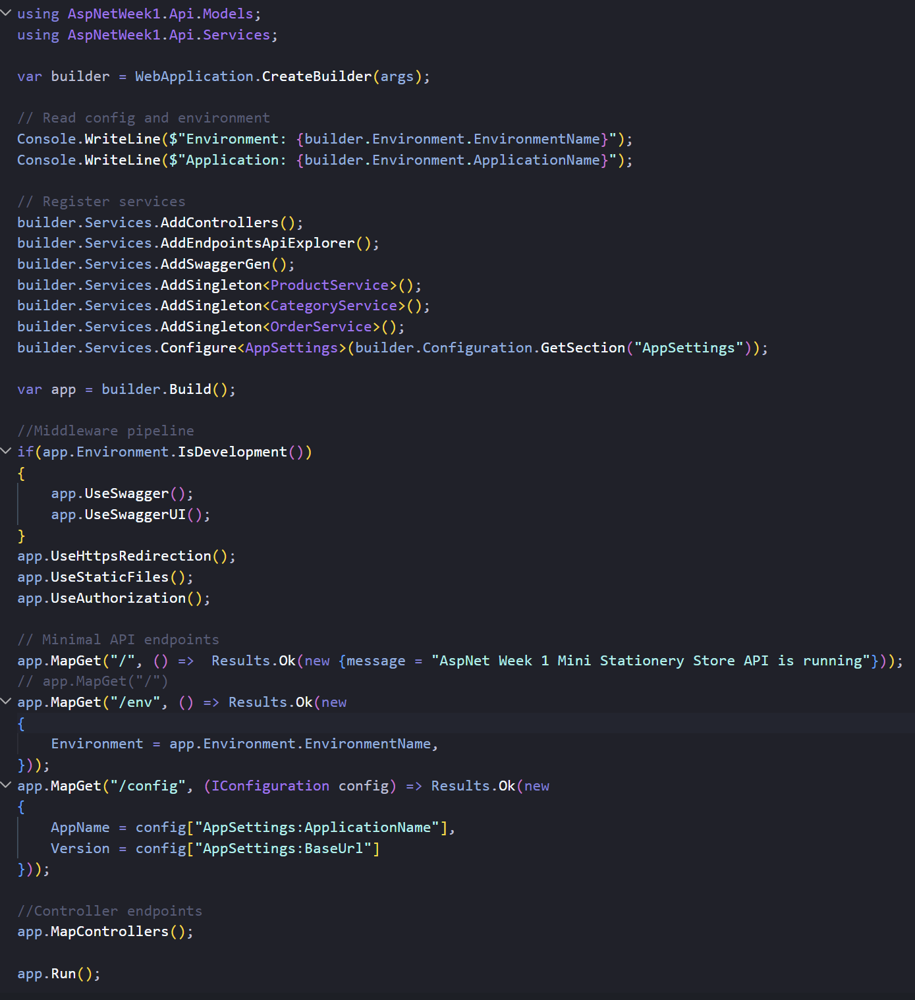 using AspNetWeek1.Api.Models;
using AspNetWeek1.Api.Services;

var builder = WebApplication.CreateBuilder(args);

// Read config and environment
Console.WriteLine($"Environment: {builder.Environment.EnvironmentName}");
Console.WriteLine($"Application: {builder.Environment.ApplicationName}");

// Register services
builder.Services.AddControllers();
builder.Services.AddEndpointsApiExplorer();
builder.Services.AddSwaggerGen();
builder.Services.AddSingleton<ProductService>();
builder.Services.AddSingleton<CategoryService>();
builder.Services.AddSingleton<OrderService>();
builder.Services.Configure<AppSettings>(builder.Configuration.GetSection("AppSettings"));

var app = builder.Build();

//Middleware pipeline
if(app.Environment.IsDevelopment())
{
    app.UseSwagger();
    app.UseSwaggerUI();
}
app.UseHttpsRedirection();
app.UseStaticFiles();
app.UseAuthorization();

// Minimal API endpoints
app.MapGet("/", () =>  Results.Ok(new {message = "AspNet Week 1 Mini Stationery Store API is running"}));
// app.MapGet("/")
app.MapGet("/env", () => Results.Ok(new
{
    Environment = app.Environment.EnvironmentName,
}));
app.MapGet("/config", (IConfiguration config) => Results.Ok(new
{
    AppName = config["AppSettings:ApplicationName"],
    Version = config["AppSettings:BaseUrl"]
}));

//Controller endpoints
app.MapControllers();

app.Run();